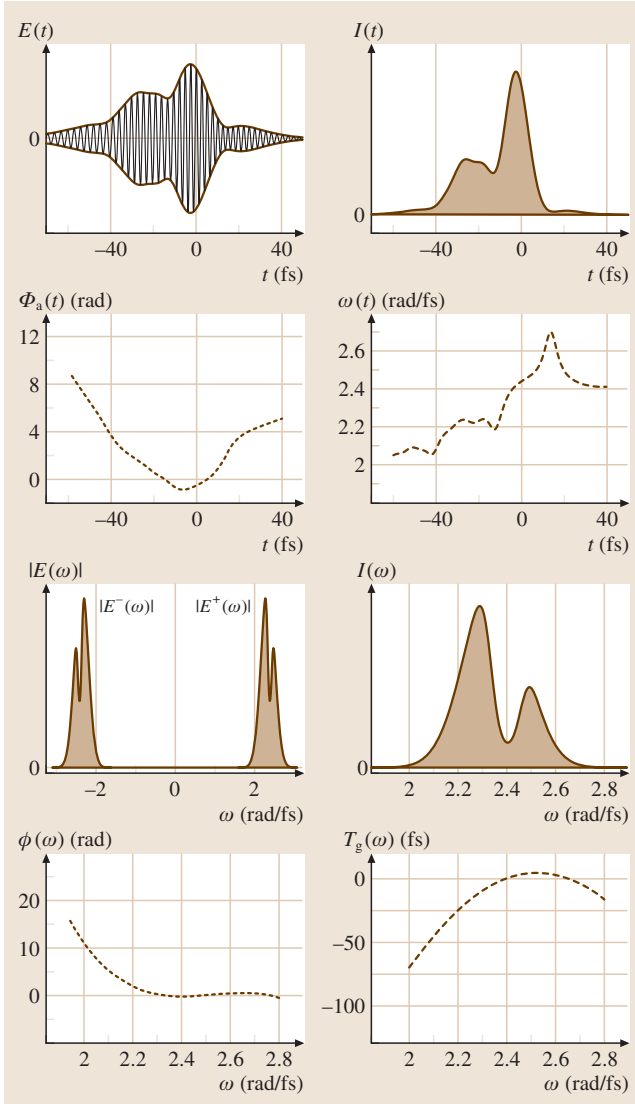 E(t)
I(t)
0
0
−40 0 40
−40 0 40
t (fs)
t (fs)
Φa(t) (rad)
ω(t) (rad/fs)
12
8
4
0
2.6
2.4
2.2
2
−40 0 40
−40 0 40
t (fs)
t (fs)
|E(ω)|
I(ω)
|E−(ω)| |E+(ω)|
0
0
−2 0 2
2 2.2 2.4 2.6 2.8
ω (rad/fs)
ω (rad/fs)
ϕ(ω) (rad)
Tg(ω) (fs)
20
10
0
0
−50
−100
2 2.2 2.4 2.6 2.8
2 2.2 2.4 2.6 2.8
ω (rad/fs)
ω (rad/fs)